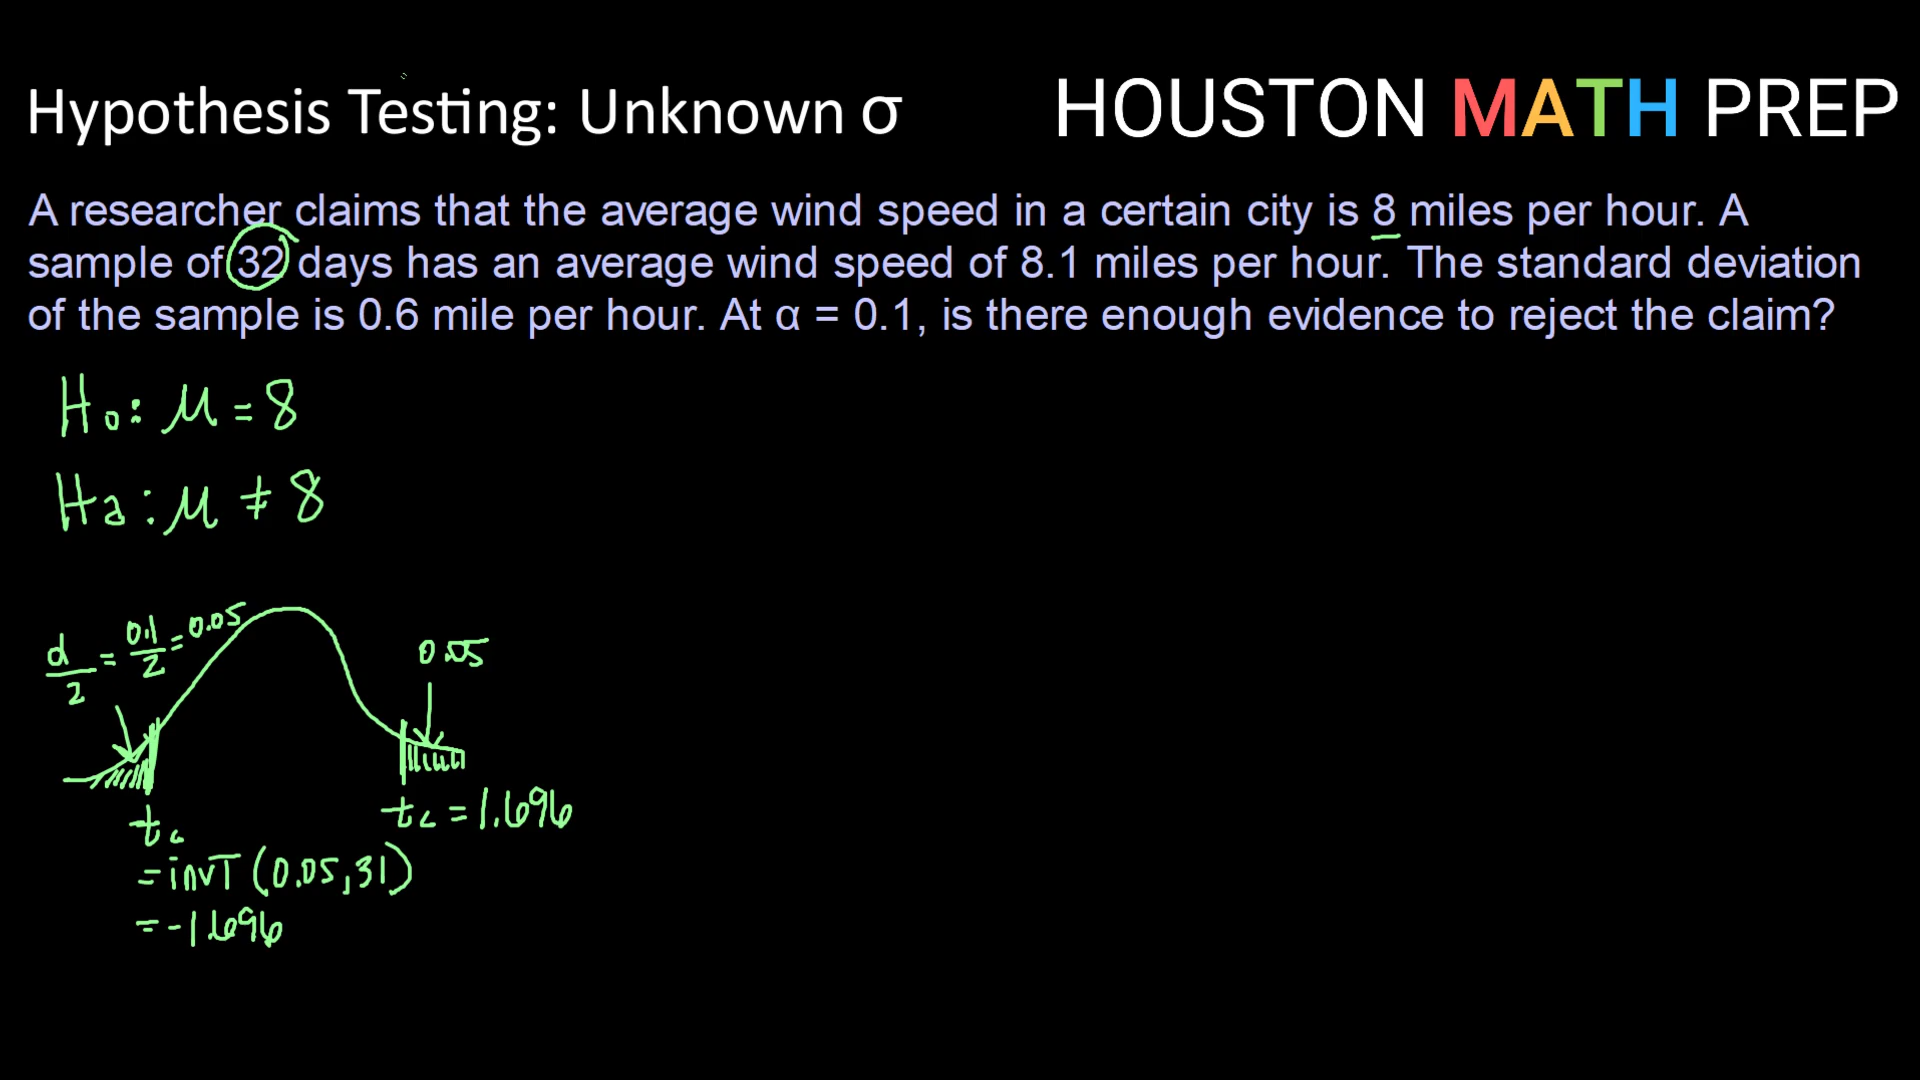 Hypothesis Testing: Unknown σ
HOUSTON MATH PREP
A researcher claims that the average wind speed in a certain city is 8 miles per hour. A
sample of 32 days has an average wind speed of 8.1 miles per hour. The standard deviation
of the sample is 0.6 mile per hour. At α = 0.1, is there enough evidence to reject the claim?
H₀: μ = 8
Ha: μ ≠ 8
α/2 = 0.1/2 = 0.05
0.05
tc
= invT (0.05, 31)
= -1.696
tc = 1.696